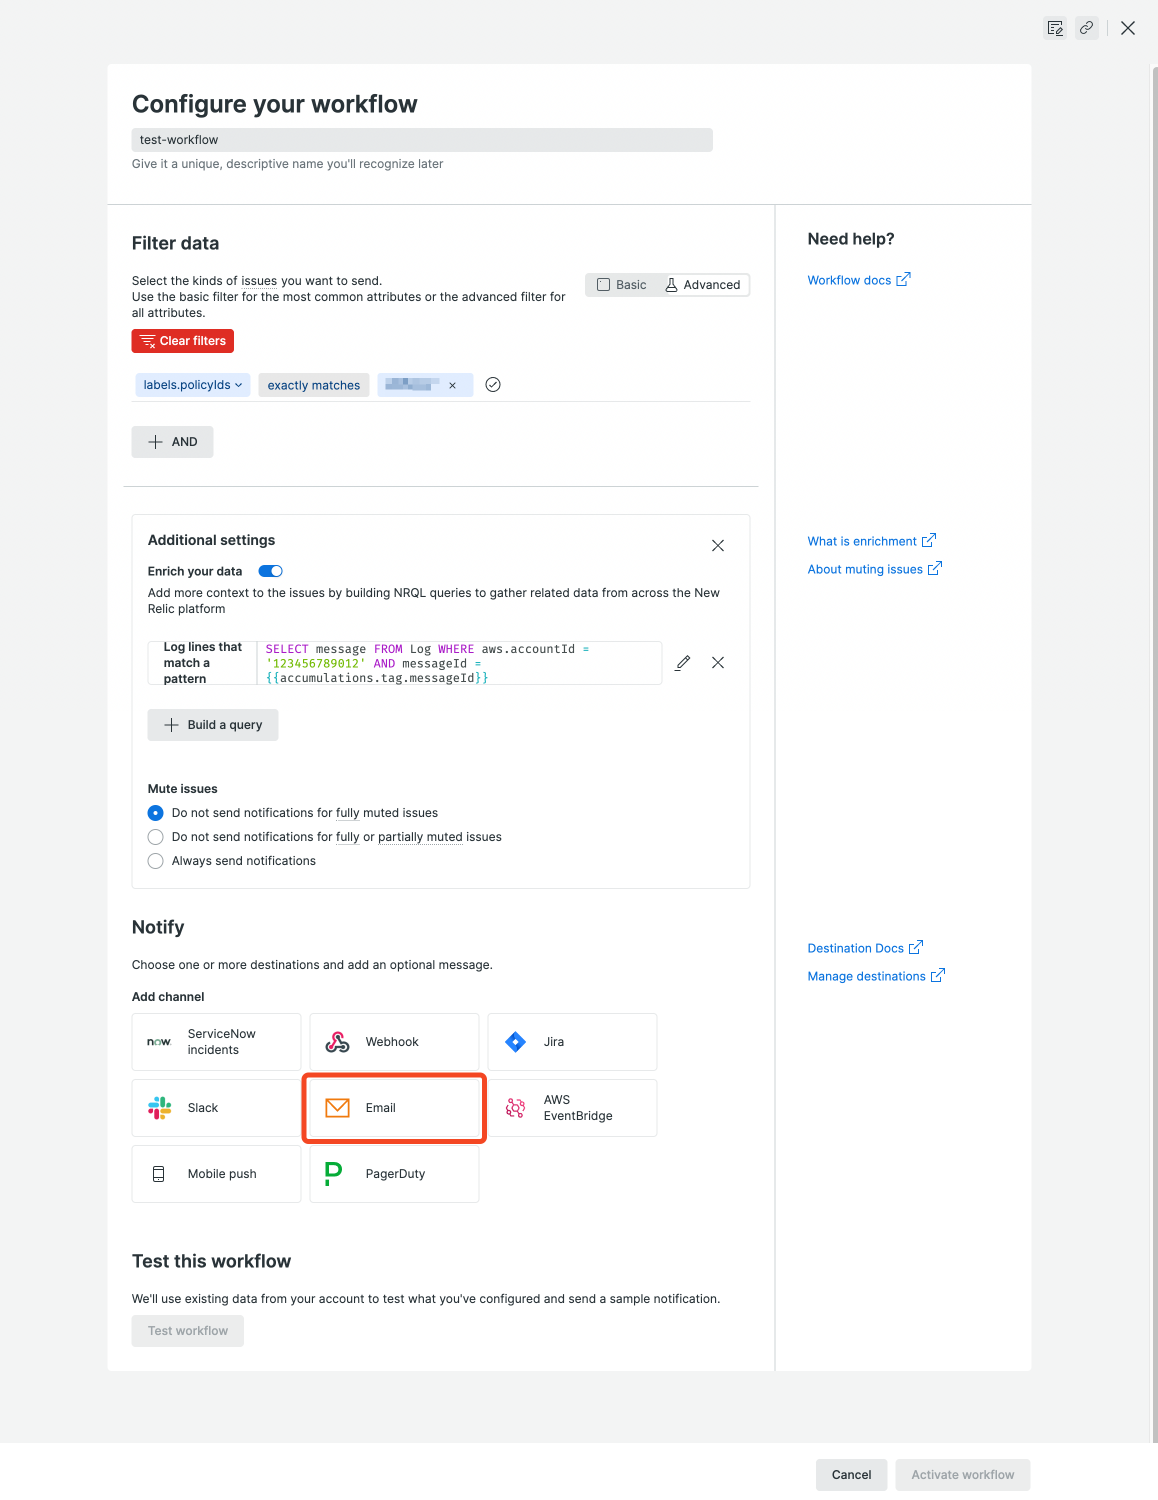 Configure your workflow
test-workflow
Give it a unique, descriptive name you'll recognize later
Filter data
Select the kinds of issues you want to send.
Use the basic filter for the most common attributes or the advanced filter for
all attributes.
Basic
Advanced
Clear filters
labels.policyIds
exactly matches
AND
Need help?
Workflow docs
Additional settings
Enrich your data
Add more context to the issues by building NRQL queries to gather related data from across the New
Relic platform
Log lines that
match a
pattern
SELECT message FROM Log WHERE aws.accountId =
'123456789012' AND messageId =
{{accumulations.tag.messageId}}
Build a query
Mute issues
Do not send notifications for fully muted issues
Do not send notifications for fully or partially muted issues
Always send notifications
What is enrichment
About muting issues
Notify
Choose one or more destinations and add an optional message.
Add channel
now.
ServiceNow
incidents
Webhook
Jira
Slack
Email
AWS
EventBridge
Mobile push
PagerDuty
Destination Docs
Manage destinations
Test this workflow
We'll use existing data from your account to test what you've configured and send a sample notification.
Test workflow
Cancel
Activate workflow